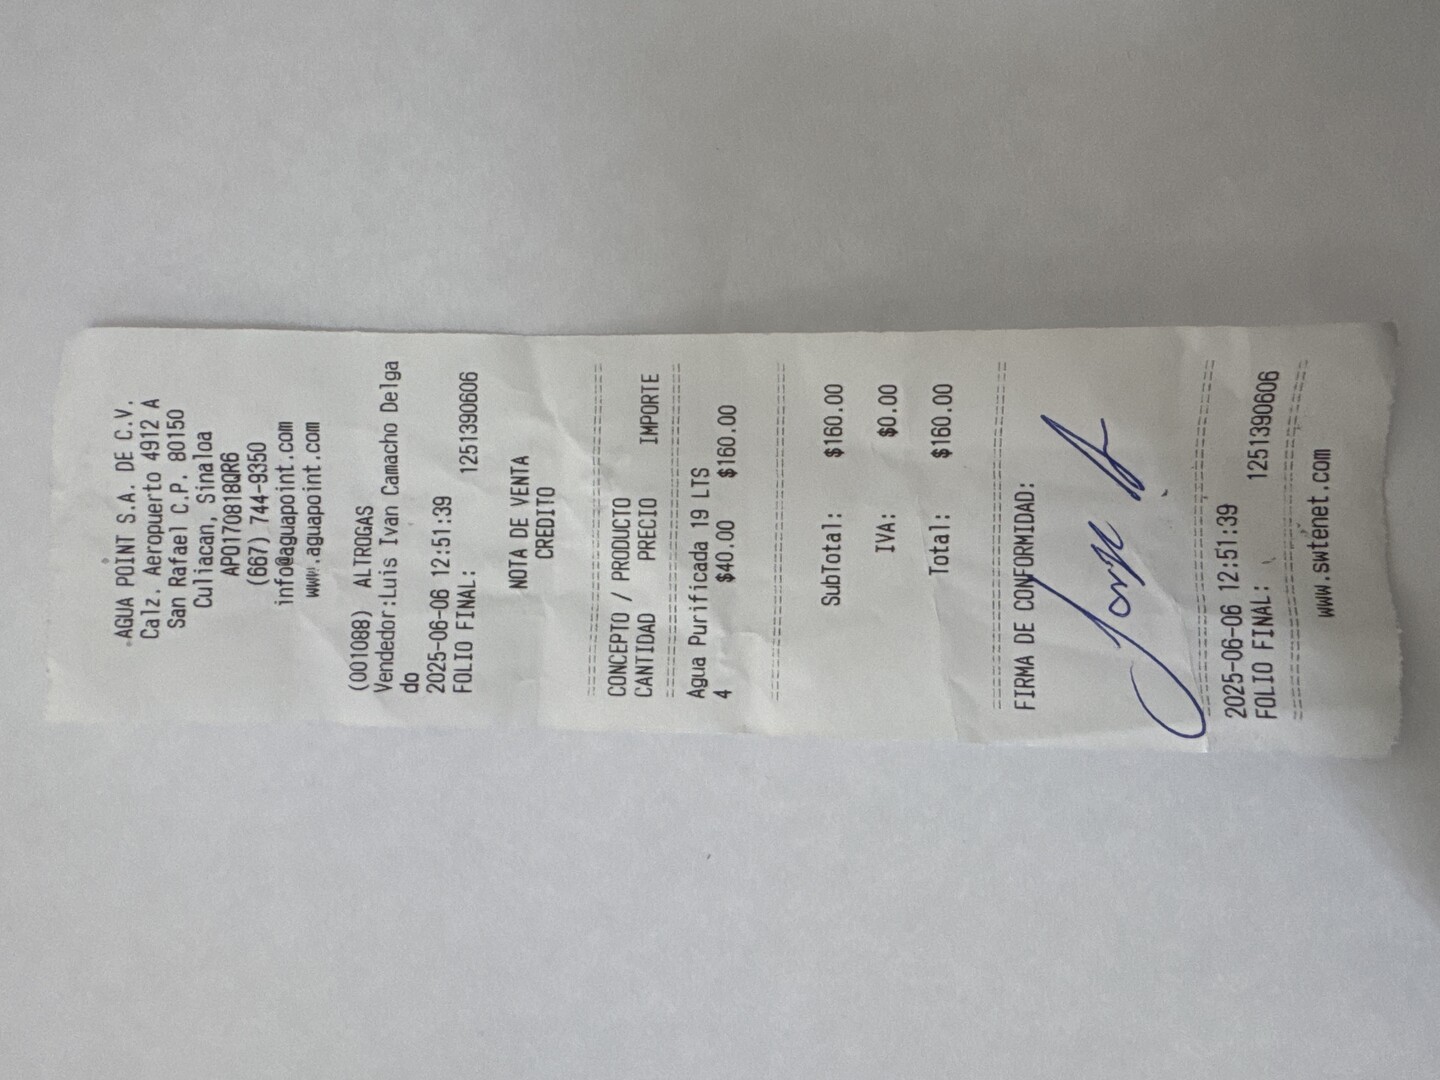 AGUA POINT S.A. DE C.V.
Calz. Aeropuerto 4912 A
San Rafael C.P. 80150
Culiacan, Sinaloa
APO170818QR6
(667) 744-9350
info@aguapoint.com
www.aguapoint.com
(001088) ALTROGAS
Vendedor:Luis Ivan Camacho Delga
do
2025-06-06 12:51:39
FOLIO FINAL: 1251390606
NOTA DE VENTA
CREDITO
CONCEPTO / PRODUCTO
CANTIDAD PRECIO IMPORTE
Agua Purificada 19 LTS
4 $40.00 $160.00
SubTotal: $160.00
IVA: $0.00
Total: $160.00
FIRMA DE CONFORMIDAD:
Jorge
2025-06-06 12:51:39
FOLIO FINAL: 1251390606
www.swtenet.com